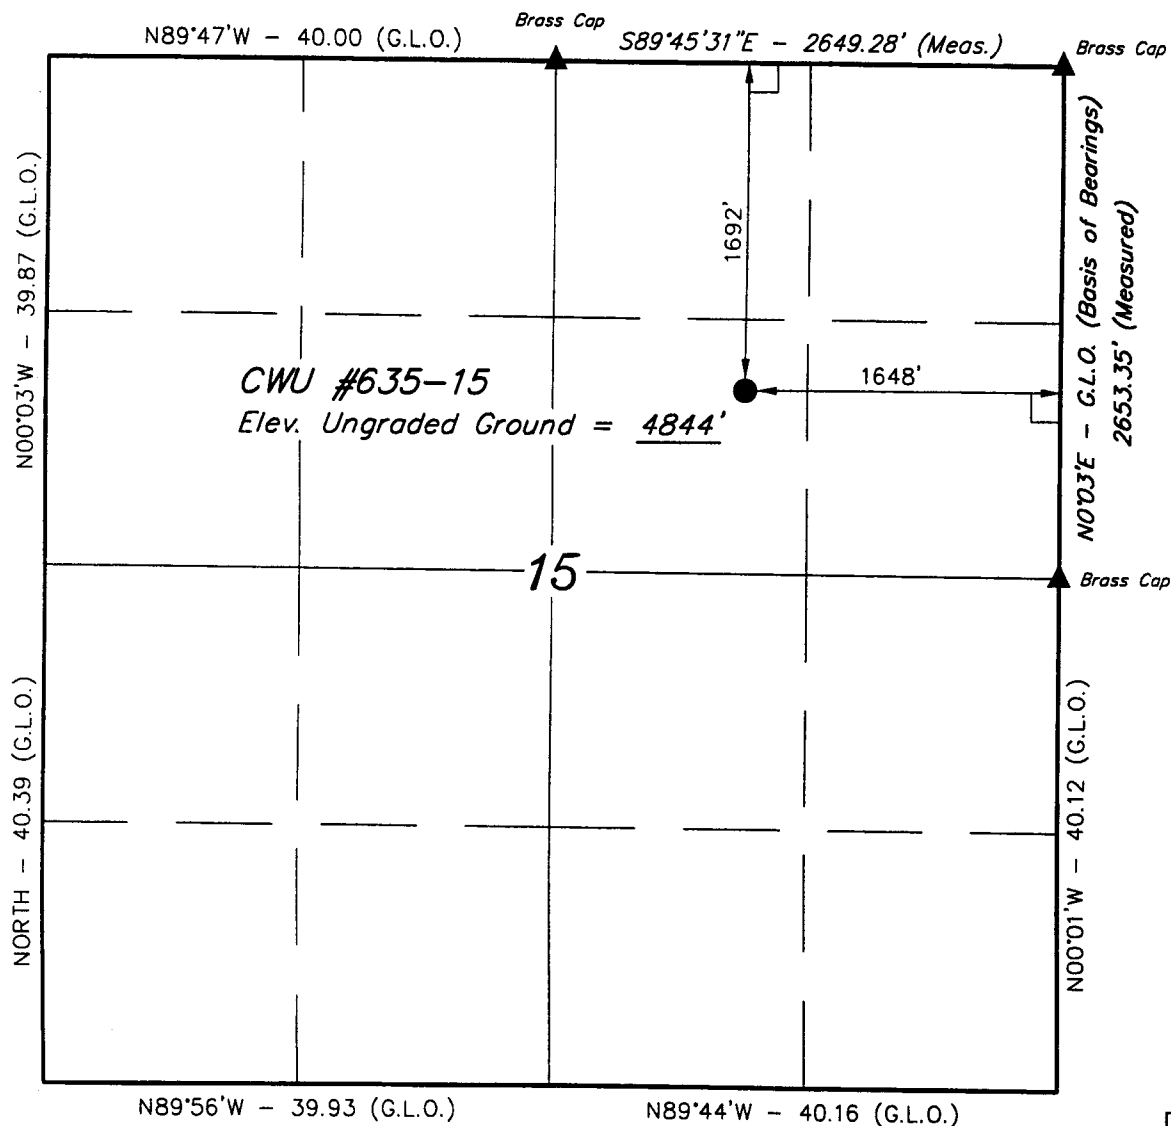 Brass Cap
N89°47'W - 40.00 (G.L.O.)
S89°45'31"E - 2649.28' (Meas.)
Brass Cap
N00°03'W - 39.87 (G.L.O.)
1692'
N0°03'E - G.L.O. (Basis of Bearings)
2653.35' (Measured)
CWU #635-15
Elev. Ungraded Ground = 4844'
1648'
15
Brass Cap
NORTH - 40.39 (G.L.O.)
N00°01'W - 40.12 (G.L.O.)
N89°56'W - 39.93 (G.L.O.)
N89°44'W - 40.16 (G.L.O.)